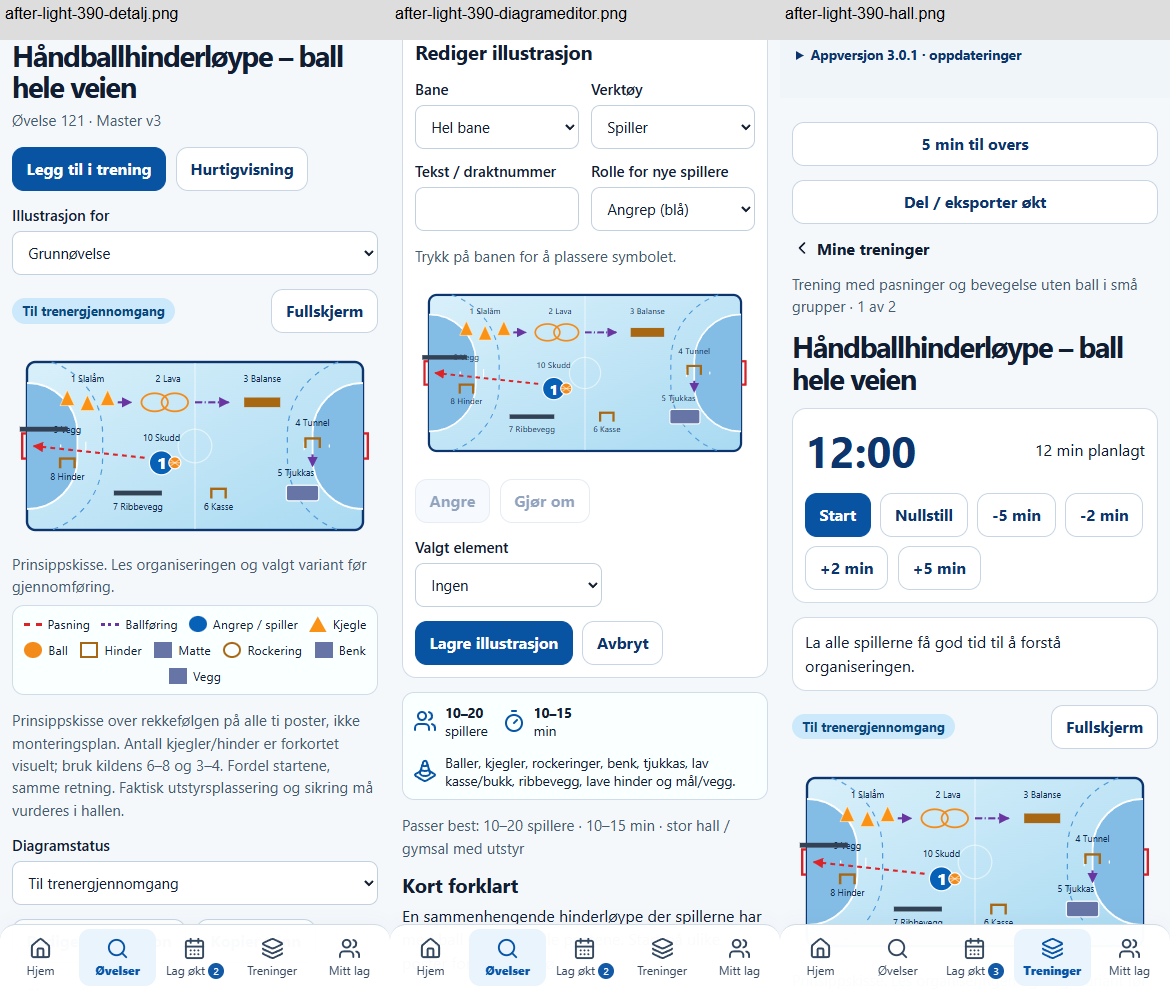 after-light-390-detalj.png
Håndballhinderløype – ball
hele veien
Øvelse 121 · Master v3
Legg til i trening
Hurtigvisning
Illustrasjon for
Grunnøvelse
Til trenergjennomgang
Fullskjerm
1 Slalåm
2 Lava
3 Balanse
4 Tunnel
10 Skudd
1
5 Tjukkas
8 Hinder
7 Ribbevegg
6 Kasse
Prinsippskisse. Les organiseringen og valgt variant før
gjennomføring.
Pasning
Ballføring
Angrep / spiller
Kjegle
Ball
Hinder
Matte
Rockering
Benk
Vegg
Prinsippskisse over rekkefølgen på alle ti poster, ikke
monteringsplan. Antall kjegler/hinder er forkortet
visuelt; bruk kildens 6–8 og 3–4. Fordel startene,
samme retning. Faktisk utstyrsplassering og sikring må
vurderes i hallen.
Diagramstatus
Til trenergjennomgang
Hjem
Øvelser
Lag økt 2
Treninger
Mitt lag
after-light-390-diagrameditor.png
Rediger illustrasjon
Bane
Verktøy
Hel bane
Spiller
Tekst / draktnummer
Rolle for nye spillere
Angrep (blå)
Trykk på banen for å plassere symbolet.
1 Slalåm
2 Lava
3 Balanse
4 Tunnel
10 Skudd
1
5 Tjukkas
8 Hinder
7 Ribbevegg
6 Kasse
Angre
Gjør om
Valgt element
Ingen
Lagre illustrasjon
Avbryt
10–20
spillere
10–15
min
Baller, kjegler, rockeringer, benk, tjukkas, lav
kasse/bukk, ribbevegg, lave hinder og mål/vegg.
Passer best: 10–20 spillere · 10–15 min · stor hall /
gymsal med utstyr
Kort forklart
En sammenhengende hinderløype der spillerne har
Hjem
Øvelser
Lag økt 2
Treninger
Mitt lag
after-light-390-hall.png
Appversjon 3.0.1 · oppdateringer
5 min til overs
Del / eksporter økt
Mine treninger
Trening med pasninger og bevegelse uten ball i små
grupper · 1 av 2
Håndballhinderløype – ball
hele veien
12:00
12 min planlagt
Start
Nullstill
-5 min
-2 min
+2 min
+5 min
La alle spillerne få god tid til å forstå
organiseringen.
Til trenergjennomgang
Fullskjerm
1 Slalåm
2 Lava
3 Balanse
4 Tunnel
10 Skudd
1
5 Tjukkas
8 Hinder
7 Ribbevegg
6 Kasse
Hjem
Øvelser
Lag økt 3
Treninger
Mitt lag